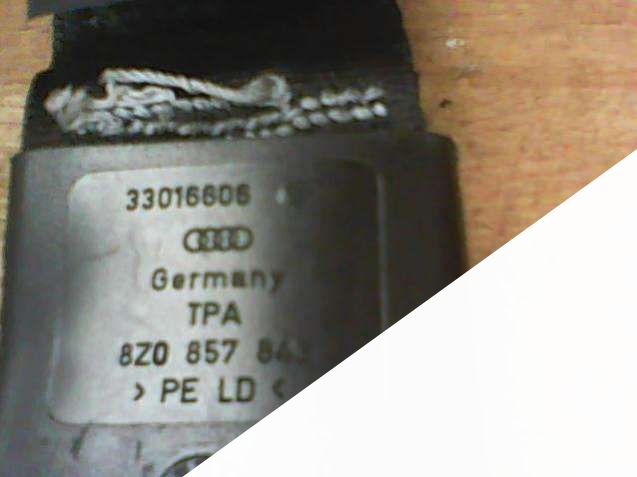 33016606
Germany
TPA
8Z0 857
> PE LD <